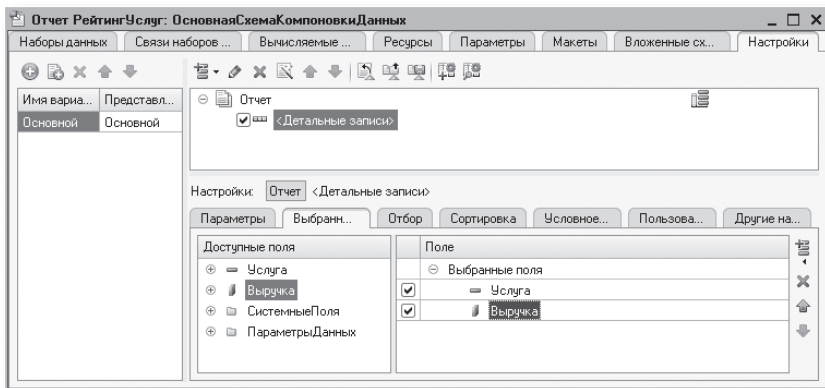 Отчет РейтингУслуг: ОсновнаяСхемаКомпоновкиДанных
Наборы данных Связи наборов ... Вычисляемые ... Ресурсы Параметры Макеты Вложенные сх... Настройки
Имя вариа... Представл...
Основной Основной
Отчет
<Детальные записи>
Настройки: Отчет <Детальные записи>
Параметры Выбранн... Отбор Сортировка Условное... Пользова... Другие на...
Доступные поля
Услуга
Выручка
СистемныеПоля
ПараметрыДанных
Поле
Выбранные поля
Услуга
Выручка